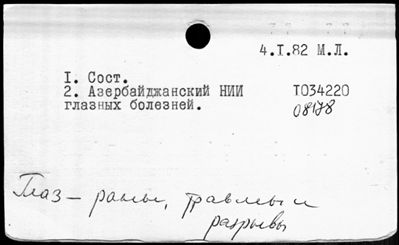 4.I.82 М.Л.
I. Сост.
2. Азербайджанский НИИ Т034220
глазных болезней. 08178
Глаз - раны, травмы и
разрывы